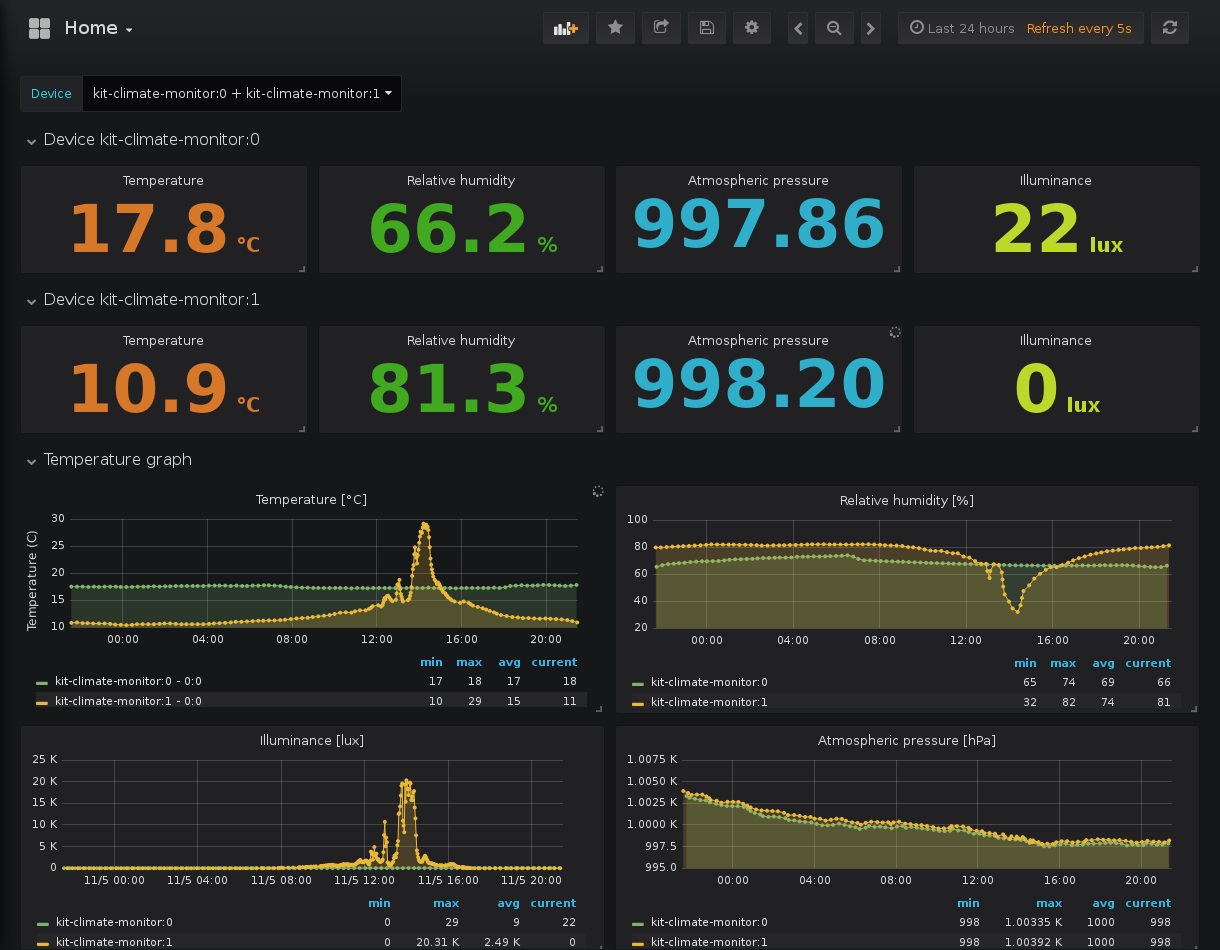 Home
Last 24 hours Refresh every 5s
Device kit-climate-monitor:0 + kit-climate-monitor:1
Device kit-climate-monitor:0
Temperature Relative humidity Atmospheric pressure Illuminance
17.8 °C 66.2 % 997.86 22 lux
Device kit-climate-monitor:1
Temperature Relative humidity Atmospheric pressure Illuminance
10.9 °C 81.3 % 998.20 0 lux
Temperature graph
Temperature [°C]
Temperature (C)
30
25
20
15
10
00:00 04:00 08:00 12:00 16:00 20:00
min max avg current
kit-climate-monitor:0 - 0:0 17 18 17 18
kit-climate-monitor:1 - 0:0 10 29 15 11
Relative humidity [%]
100
80
60
40
20
00:00 04:00 08:00 12:00 16:00 20:00
min max avg current
kit-climate-monitor:0 65 74 69 66
kit-climate-monitor:1 32 82 74 81
Illuminance [lux]
25 K
20 K
15 K
10 K
5 K
0
11/5 00:00 11/5 04:00 11/5 08:00 11/5 12:00 11/5 16:00 11/5 20:00
min max avg current
kit-climate-monitor:0 0 29 9 22
kit-climate-monitor:1 0 20.31 K 2.49 K 0
Atmospheric pressure [hPa]
1.0075 K
1.0050 K
1.0025 K
1.0000 K
997.5
995.0
00:00 04:00 08:00 12:00 16:00 20:00
min max avg current
kit-climate-monitor:0 998 1.00335 K 1000 998
kit-climate-monitor:1 998 1.00392 K 1000 998